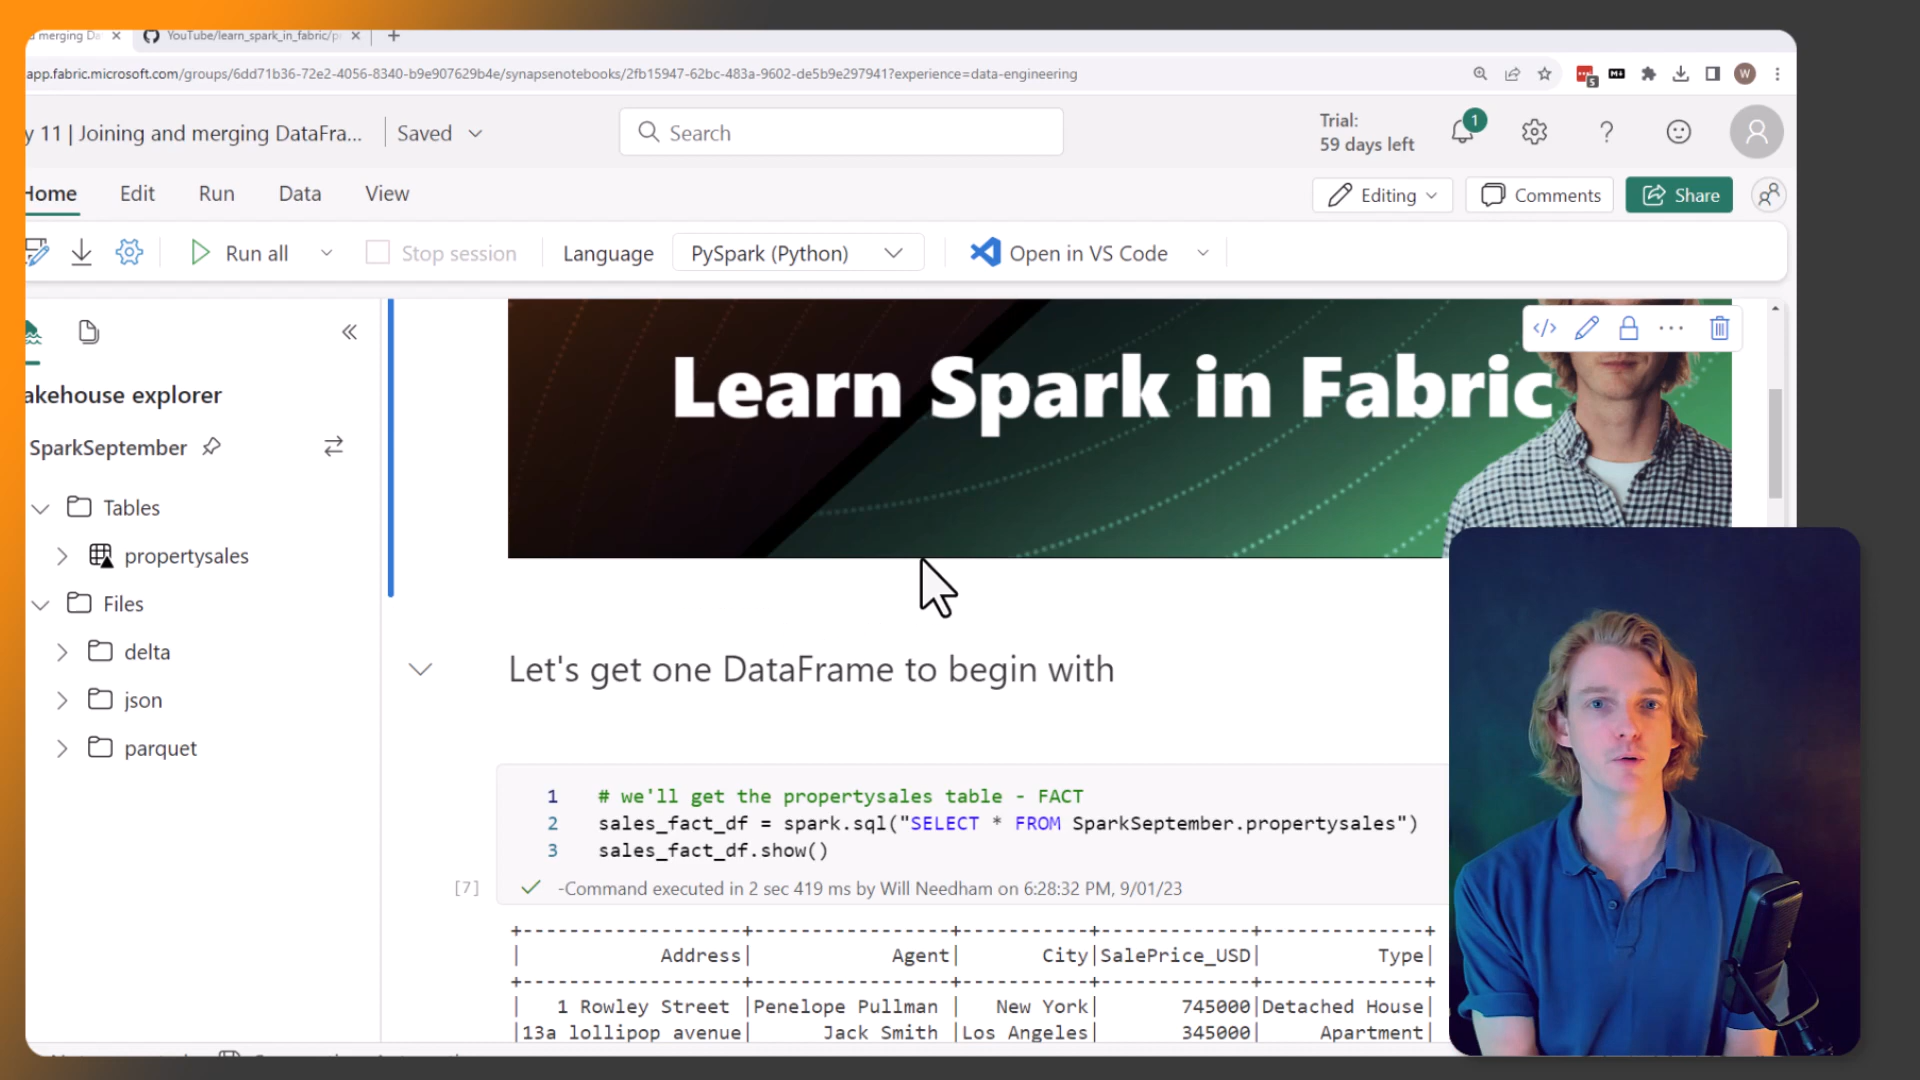 d merging Da
YouTube/learn_spark_in_fabric/p
app.fabric.microsoft.com/groups/6dd71b36-72e2-4056-8340-b9e907629b4e/synapsenotebooks/2fb15947-62bc-483a-9602-de5b9e297941?experience=data-engineering
5
W
y 11 | Joining and merging DataFra...
Saved
Search
Trial:
59 days left
1
Home
Edit
Run
Data
View
Editing
Comments
Share
Run all
Stop session
Language
PySpark (Python)
Open in VS Code
akehouse explorer
SparkSeptember
Tables
propertysales
Files
delta
json
parquet
Learn Spark in Fabric
Let's get one DataFrame to begin with
1 # we'll get the propertysales table - FACT
2 sales_fact_df = spark.sql("SELECT * FROM SparkSeptember.propertysales")
3 sales_fact_df.show()
[7]
-Command executed in 2 sec 419 ms by Will Needham on 6:28:32 PM, 9/01/23
+-------------------+-----------------+-----------+-------------+--------------+
| Address| Agent| City|SalePrice_USD| Type|
+-------------------+-----------------+-----------+-------------+--------------+
| 1 Rowley Street |Penelope Pullman | New York| 745000|Detached House|
|13a lollipop avenue| Jack Smith |Los Angeles| 345000| Apartment|